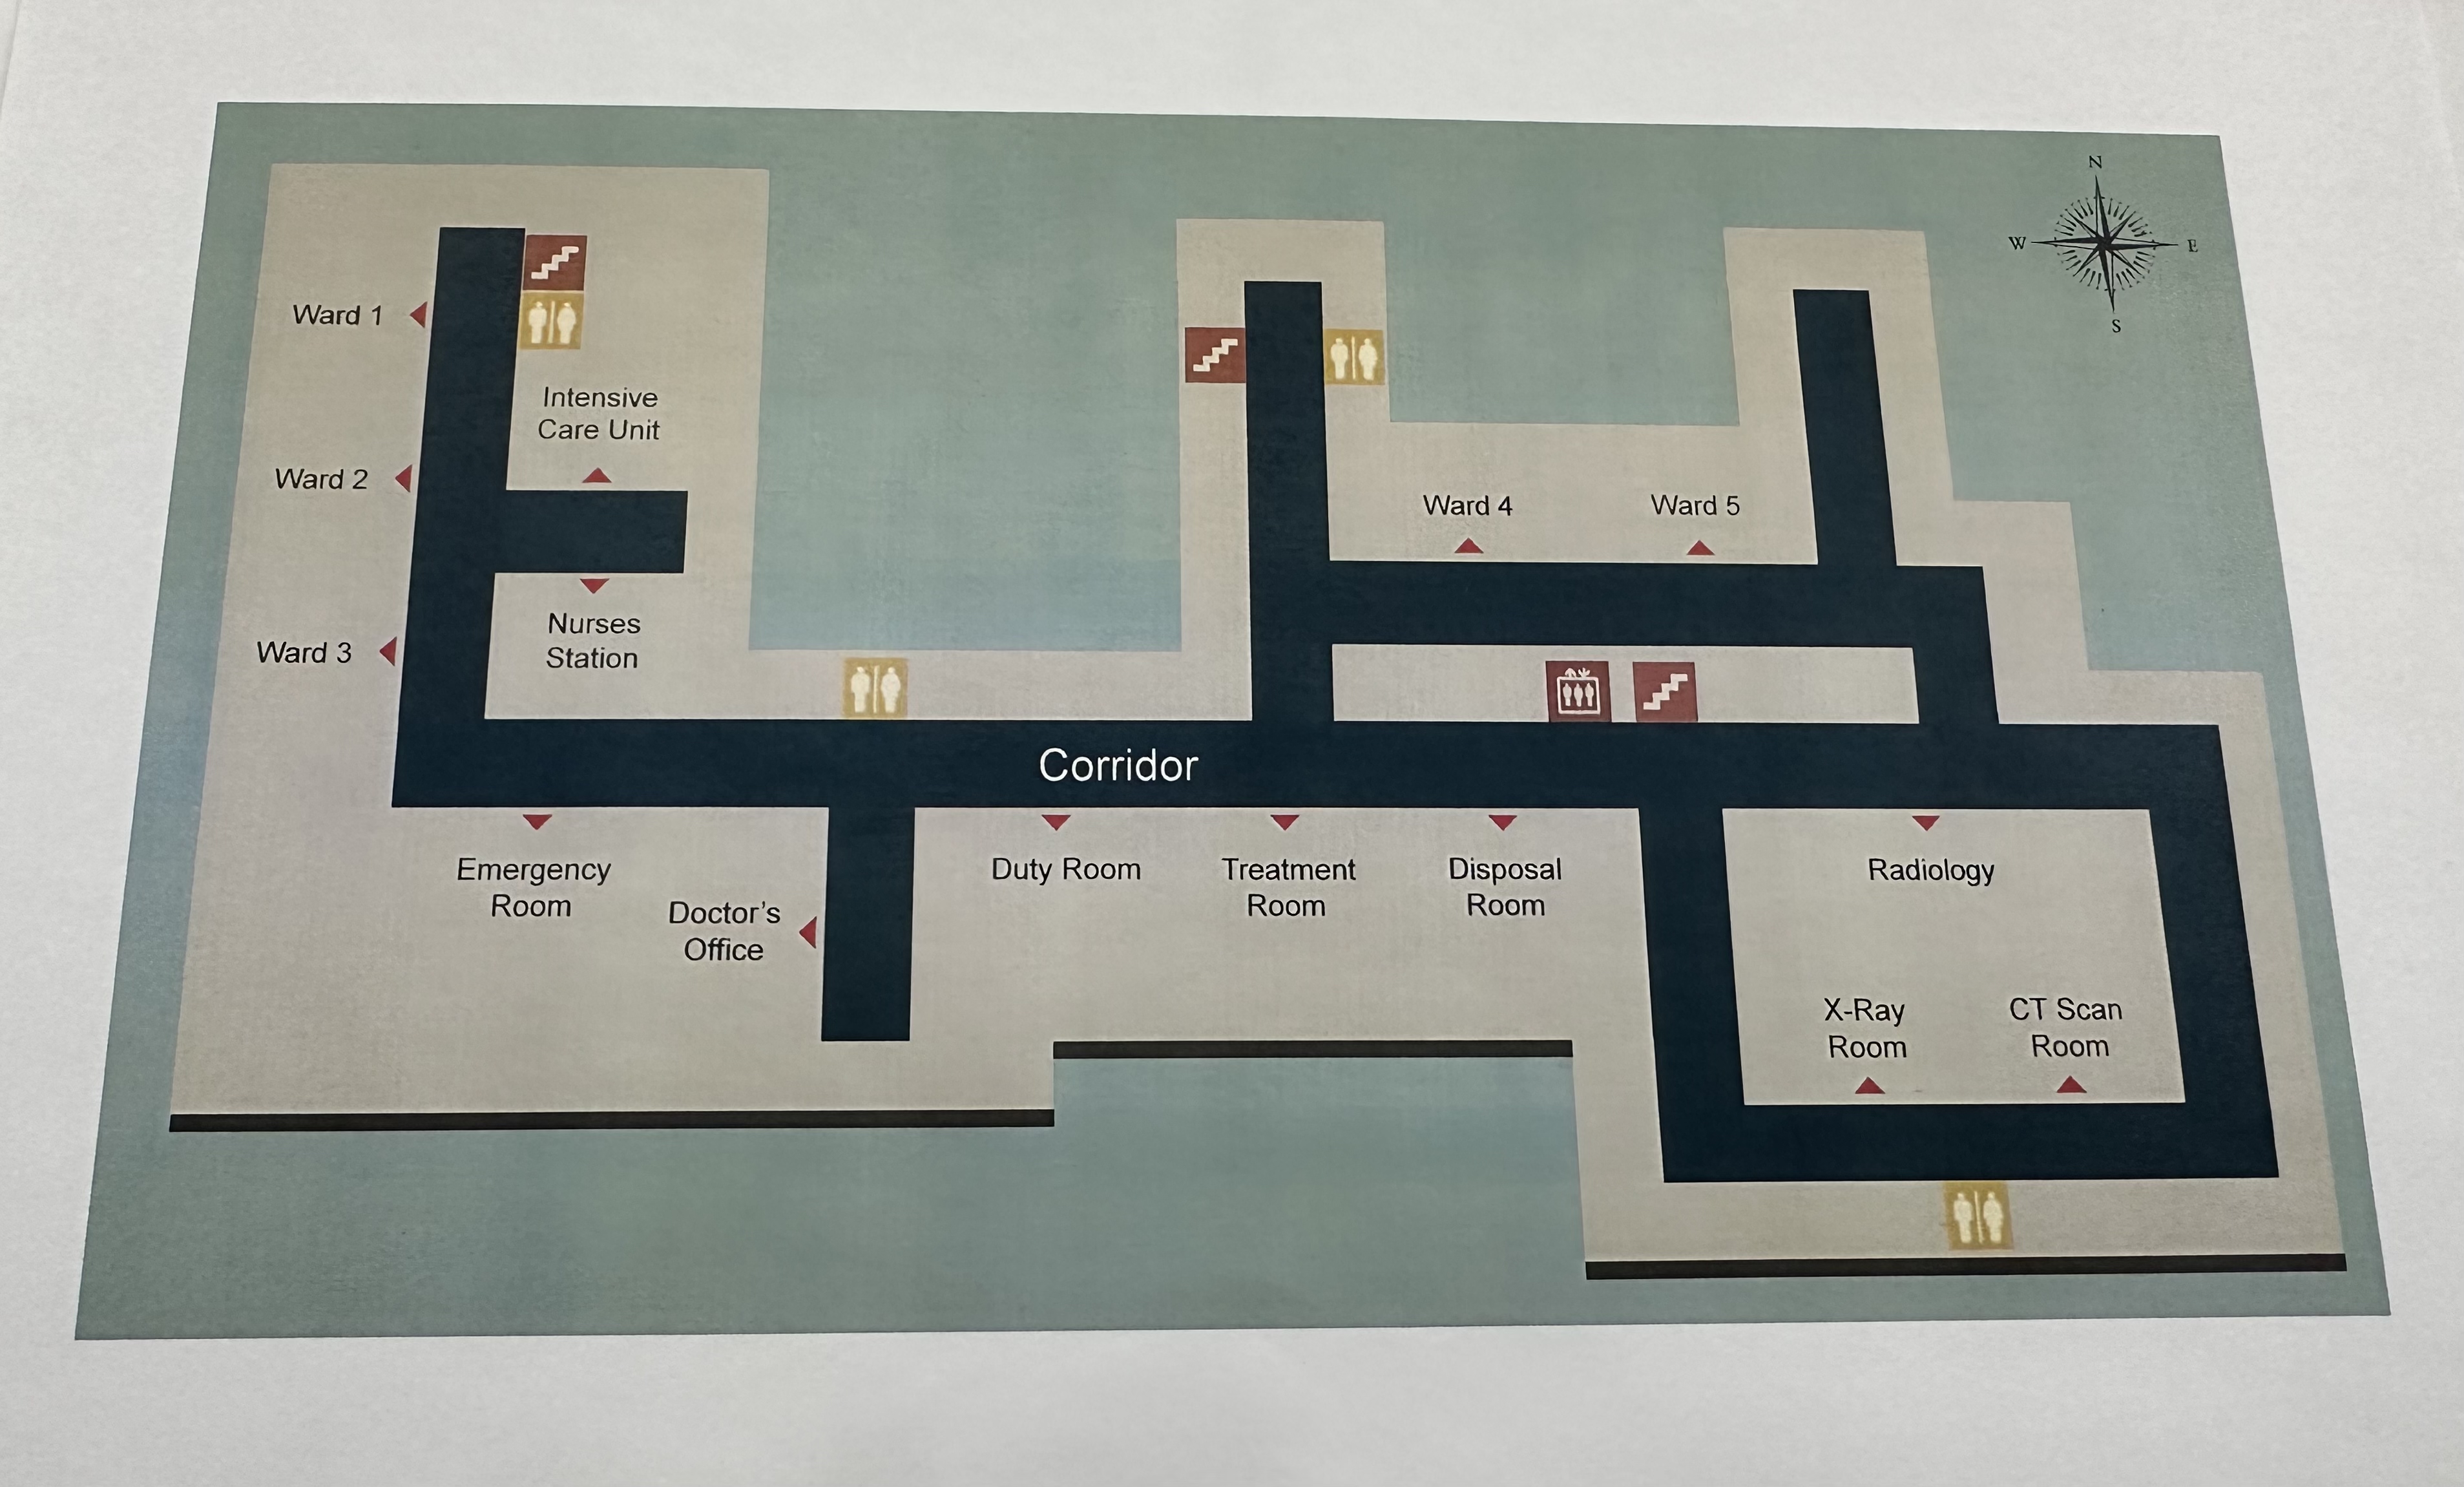 N
W
E
S
Ward 1
Intensive
Care Unit
Ward 2
Ward 4
Ward 5
Nurses
Station
Ward 3
Corridor
Emergency
Room
Doctor's
Office
Duty Room
Treatment
Room
Disposal
Room
Radiology
X-Ray
Room
CT Scan
Room